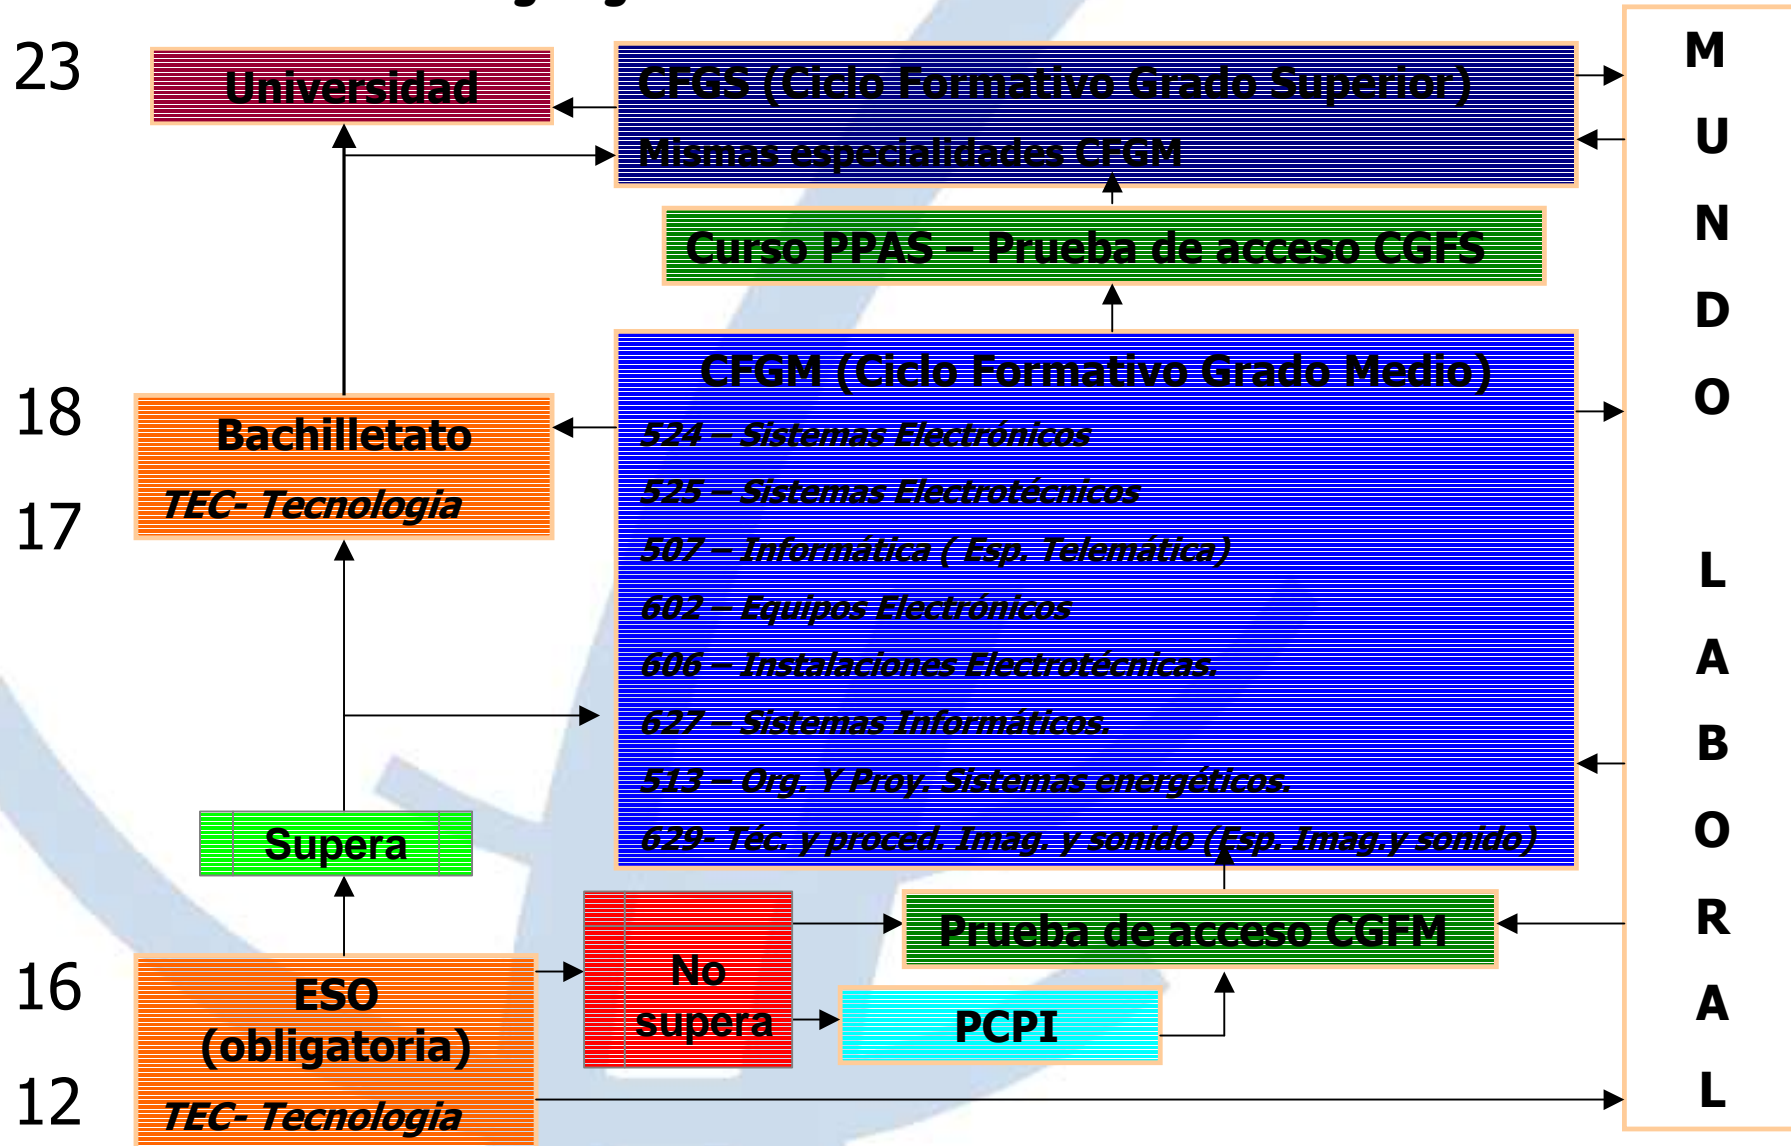 23
Universidad
CFGS (Ciclo Formativo Grado Superior)
Mismas especialidades CFGM
Curso PPAS – Prueba de acceso CGFS
18
17
Bachilletato
TEC- Tecnologia
CFGM (Ciclo Formativo Grado Medio)
524 – Sistemas Electrónicos
525 – Sistemas Electrotécnicos
507 – Informática ( Esp. Telemática)
602 – Equipos Electrónicos
606 – Instalaciones Electrotécnicas.
627 – Sistemas Informáticos.
513 – Org. Y Proy. Sistemas energéticos.
629- Téc. y proced. Imag. y sonido (Esp. Imag.y sonido)
Supera
No
supera
Prueba de acceso CGFM
PCPI
16
12
ESO
(obligatoria)
TEC- Tecnologia
M
U
N
D
O
L
A
B
O
R
A
L